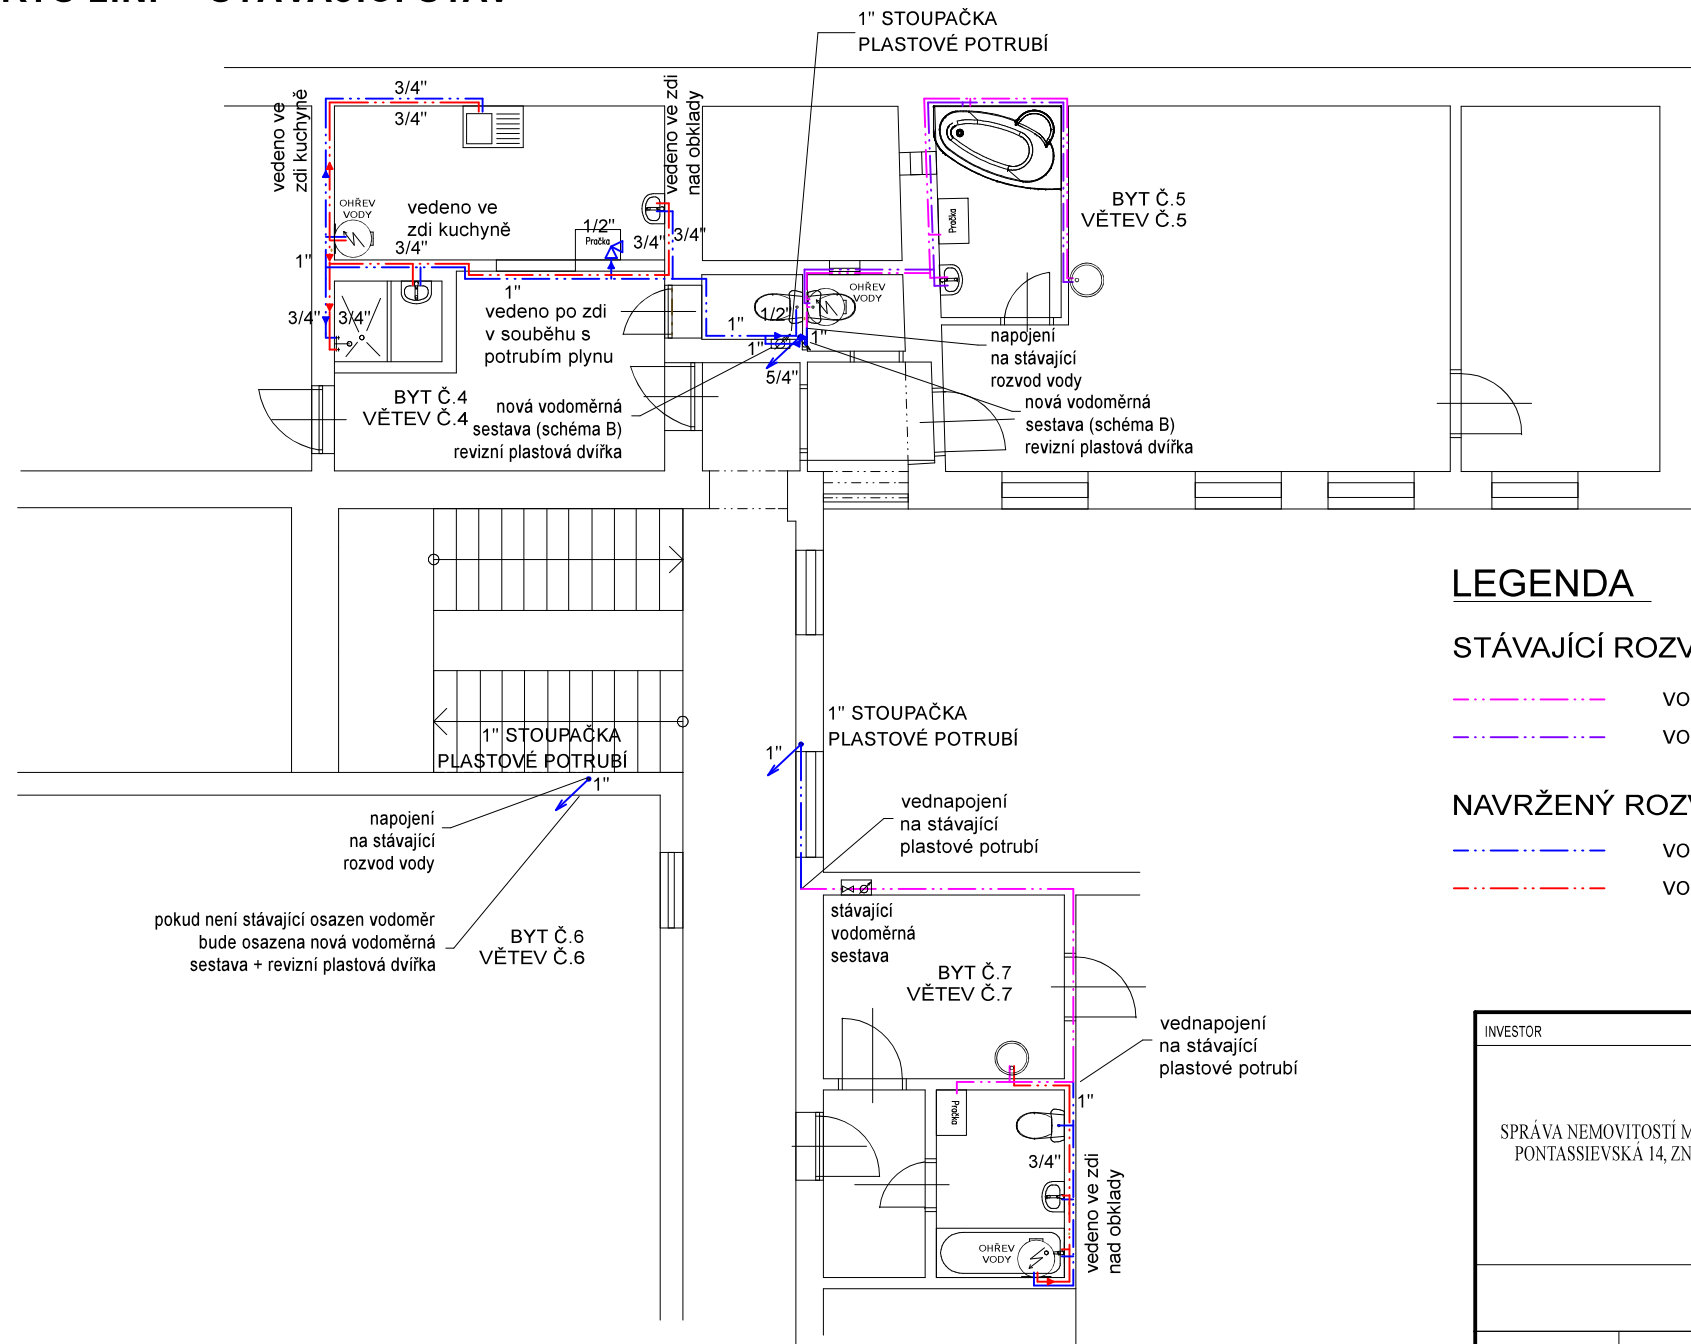 1" STOUPAČKA
PLASTOVÉ POTRUBÍ
3/4"
3/4"
vedeno ve
zdi kuchyně
vedeno ve zdi
nad obklady
OHŘEV
VODY
vedeno ve
zdi kuchyně
1/2"
Pračka
3/4"
3/4"
3/4"
1"
1"
3/4"
3/4"
vedeno po zdi
v souběhu s
potrubím plynu
BYT Č.4
VĚTEV Č.4
nová vodoměrná
sestava (schéma B)
revizní plastová dvířka
1"
1/2"
1"
1"
5/4"
OHŘEV
VODY
Pračka
BYT Č.5
VĚTEV Č.5
napojení
na stávající
rozvod vody
nová vodoměrná
sestava (schéma B)
revizní plastová dvířka
LEGENDA
STÁVAJÍCÍ
VO
VO
NAVRŽENÝ
VO
VO
1" STOUPAČKA
PLASTOVÉ POTRUBÍ
1"
napojení
na stávající
rozvod vody
pokud není stávající osazen vodoměr
bude osazena nová vodoměrná
sestava + revizní plastová dvířka
BYT Č.6
VĚTEV Č.6
1" STOUPAČKA
PLASTOVÉ POTRUBÍ
1"
vednapojení
na stávající
plastové potrubí
stávající
vodoměrná
sestava
BYT Č.7
VĚTEV Č.7
vednapojení
na stávající
plastové potrubí
1"
Pračka
3/4"
vedeno ve zdi
nad obklady
OHŘEV
VODY
INVESTOR
SPRÁVA NEMOVITOSTÍ M
PONTASSIEVSKÁ 14, ZN